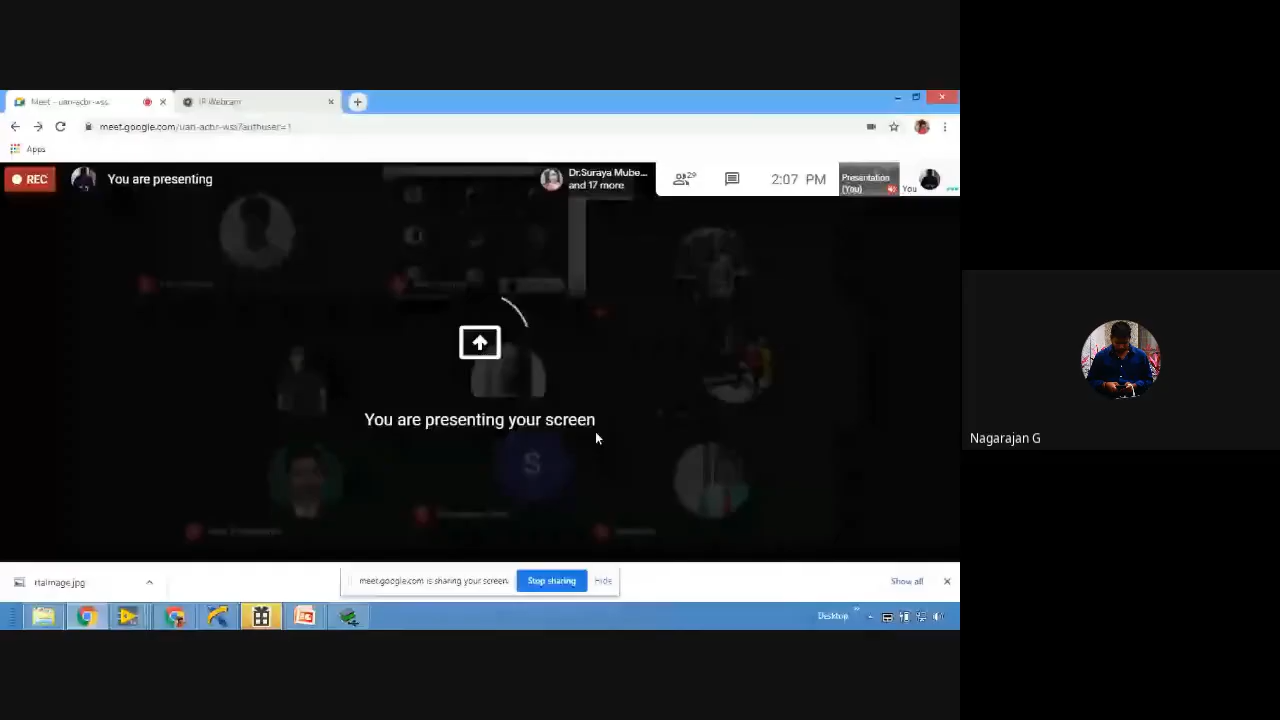 Meet - uan-acbr-wss
IP Webcam
meet.google.com/uan-acbr-wss?authuser=1
Apps
REC
You are presenting
Dr.Suraya Mube...
and 17 more
29
2:07 PM
Presentation
(You)
You
You are presenting your screen
S
Nagarajan G
rtaImage.jpg
meet.google.com is sharing your screen.
Stop sharing
Hide
Show all
Desktop